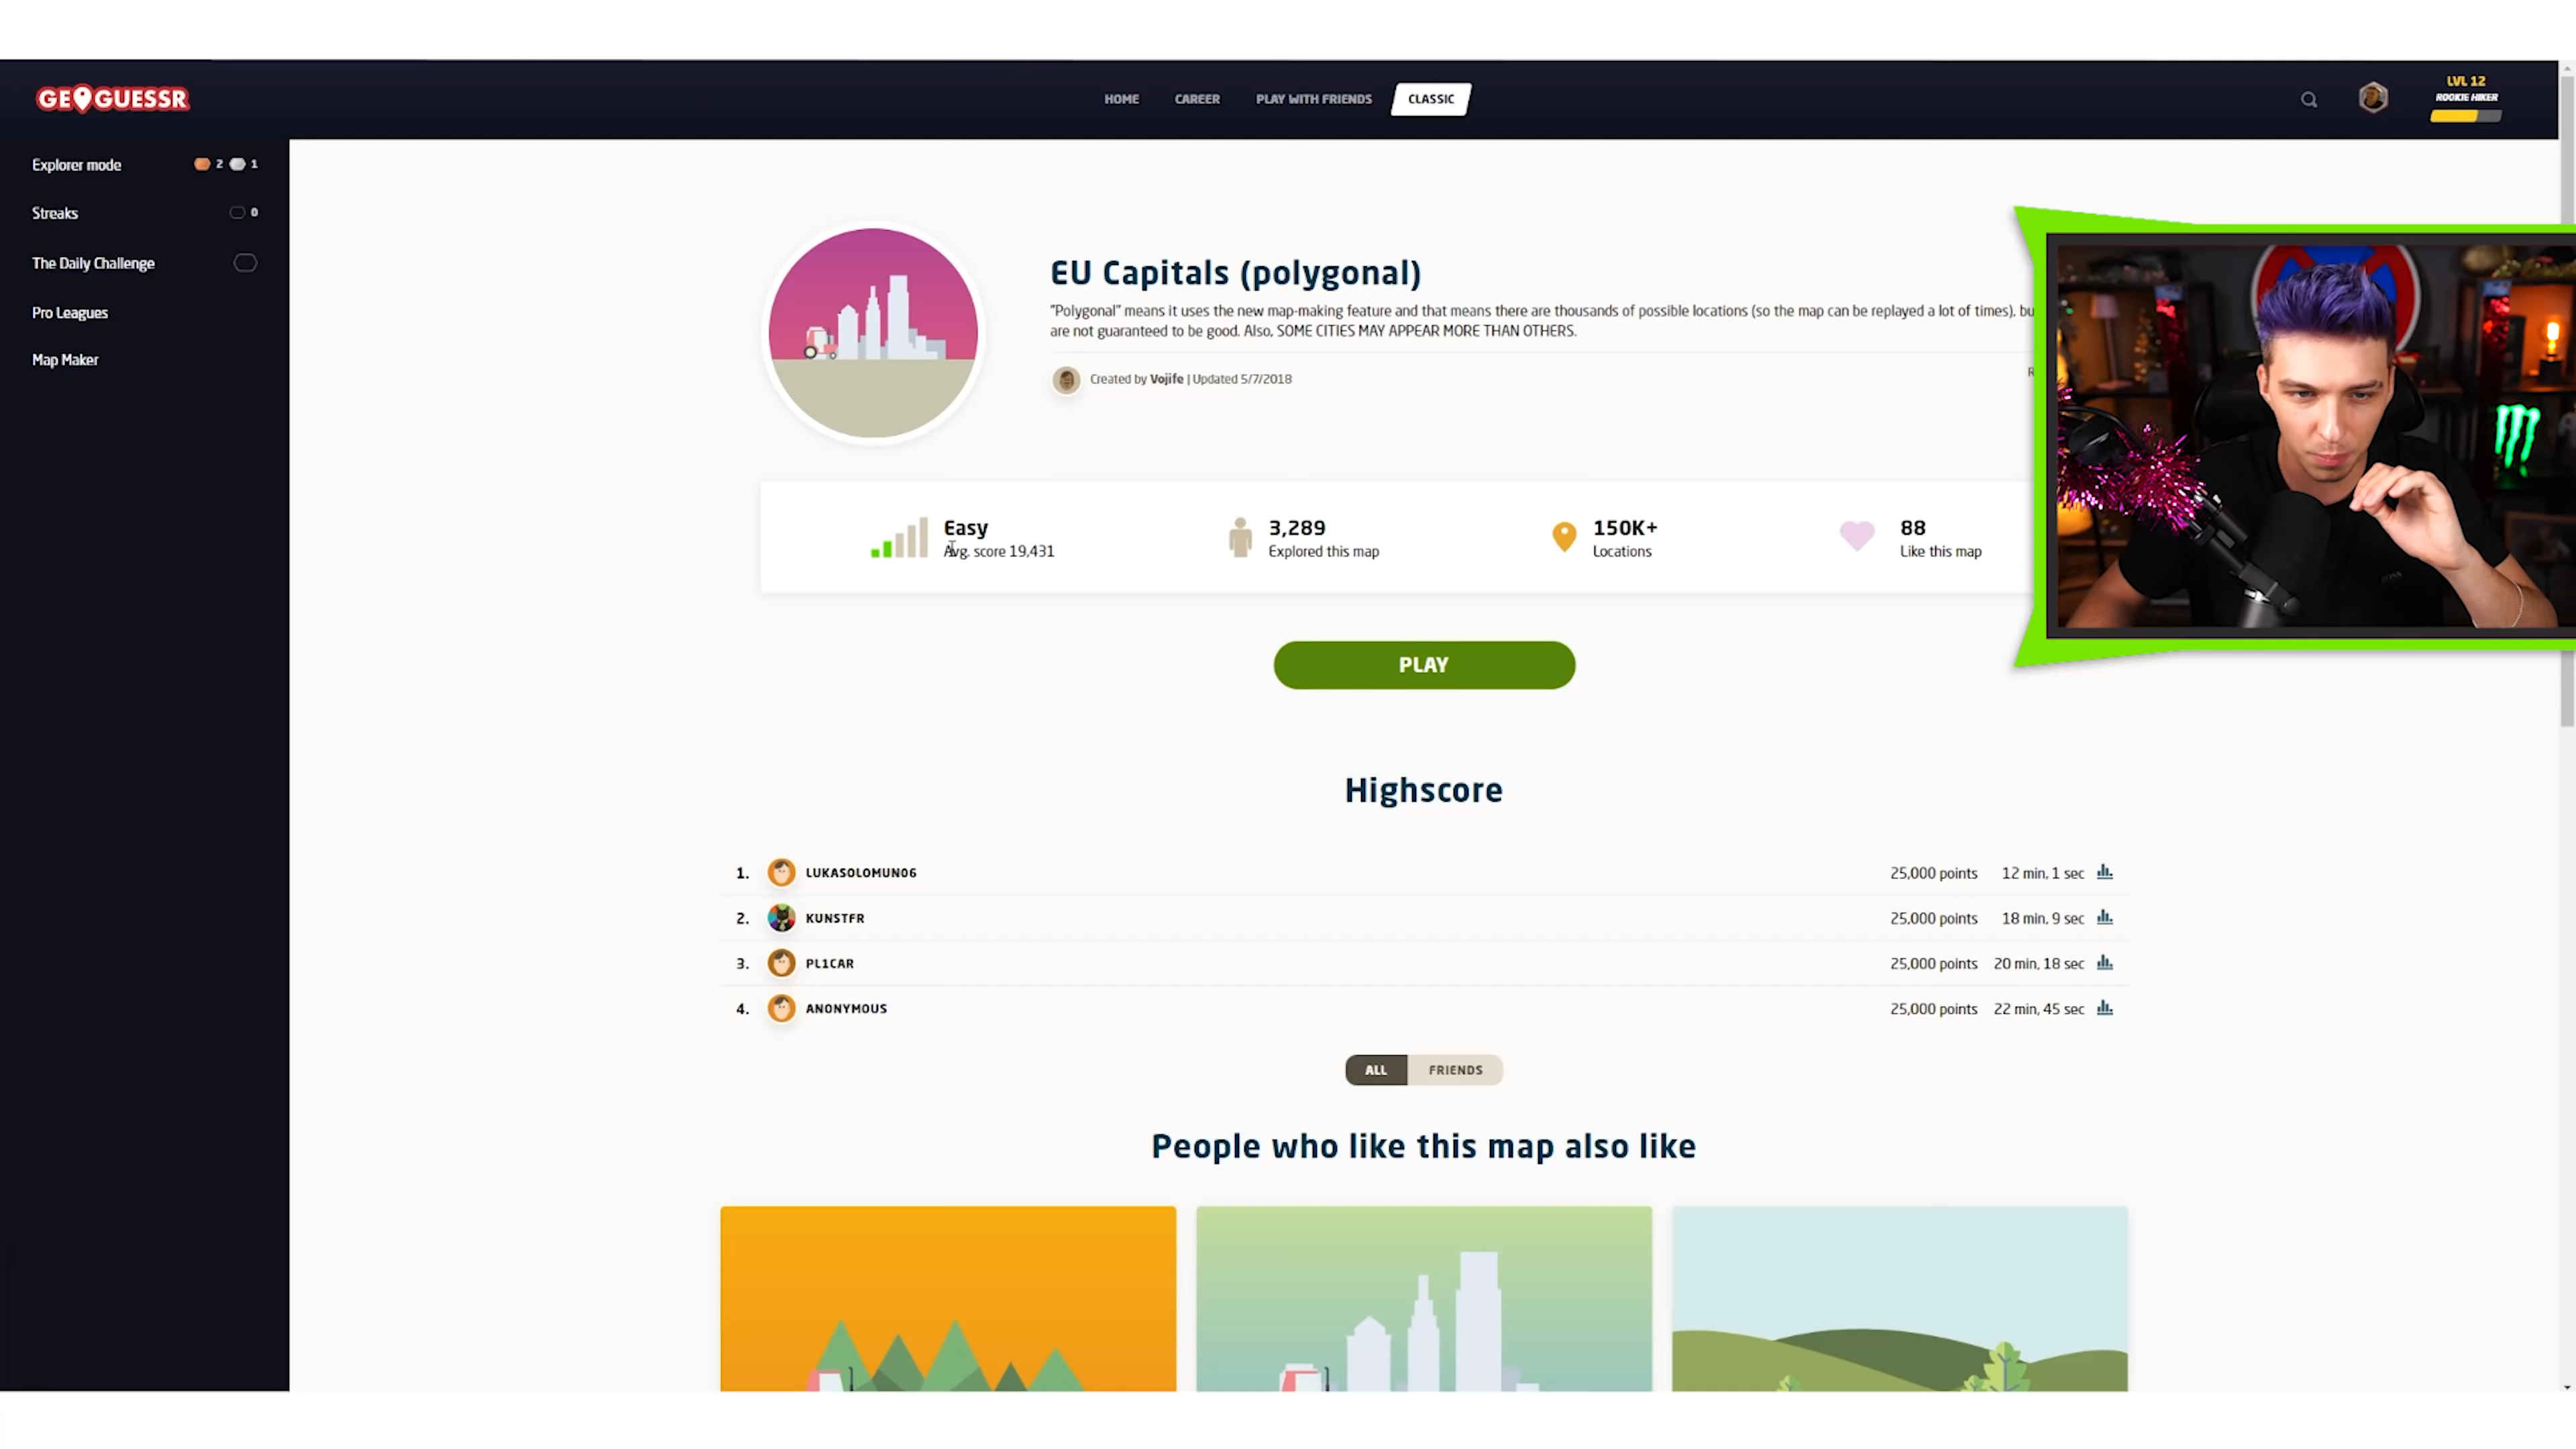 GEOGUESSR
HOME CAREER PLAY WITH FRIENDS CLASSIC
LVL 12
ROOKIE HIKER
Explorer mode 2 1
Streaks 0
The Daily Challenge
Pro Leagues
Map Maker
EU Capitals (polygonal)
"Polygonal" means it uses the new map-making feature and that means there are thousands of possible locations (so the map can be replayed a lot of times),
are not guaranteed to be good. Also, SOME CITIES MAY APPEAR MORE THAN OTHERS.
Created by Vojife | Updated 5/7/2018
Easy
Avg. score 19,431
3,289
Explored this map
150K+
Locations
88
Like this map
PLAY
Highscore
1. LUKASOLOMUN06 25,000 points 12 min, 1 sec
2. KUNSTFR 25,000 points 18 min, 9 sec
3. PL1CAR 25,000 points 20 min, 18 sec
4. ANONYMOUS 25,000 points 22 min, 45 sec
ALL FRIENDS
People who like this map also like